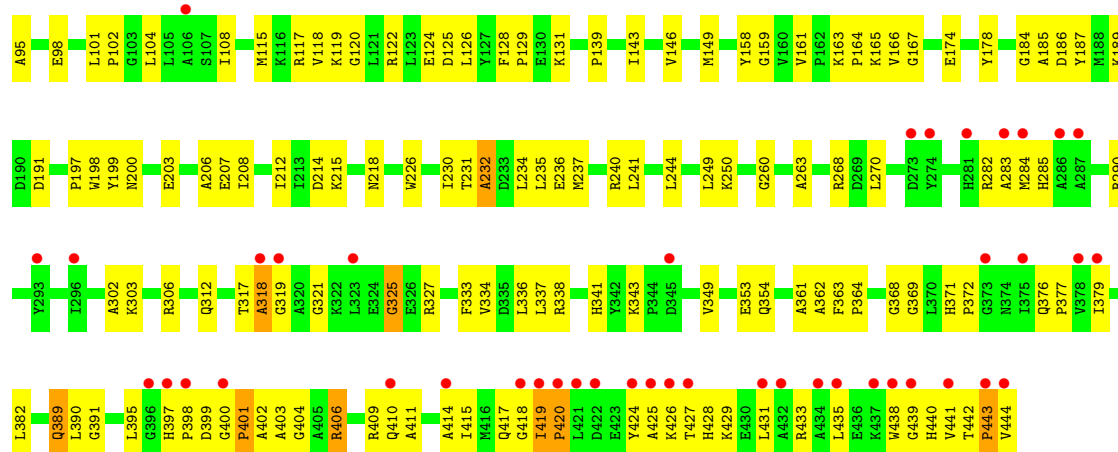 A95 E98 L101 P102 G103 L104 L105 A106 S107 I108 M115 K116 R117 V118 K119 G120 L121 R122 L123 E124 D125 L126 Y127 F128 P129 E130 K131 P139 I143 V146 M149 Y158 G159 V160 V161 P162 K163 P164 K165 V166 G167 E174 Y178 G184 A185 D186 Y187 M188 K189
D190 D191 P197 W198 Y199 N200 E203 A206 E207 I208 I212 I213 D214 K215 N218 W226 I230 T231 A232 D233 L234 L235 E236 M237 R240 L241 L244 L249 K250 G260 A263 R268 D269 L270 D273 Y274 H281 R282 A283 M284 H285 A286 A287
Y293 I296 A302 K303 R306 Q312 T317 A318 G319 A320 G321 K322 L323 E324 G325 E326 R327 F333 V334 D335 L336 L337 R338 H341 Y342 K343 P344 D345 V349 E353 Q354 A361 A362 F363 P364 G368 G369 L370 H371 P372 G373 N374 I375 Q376 P377 V378 I379
L382 Q389 L390 G391 L395 G396 H397 P398 D399 G400 P401 A402 A403 G404 A405 R406 R409 Q410 A411 A414 I415 M416 Q417 G418 I419 P420 L421 D422 E423 Y424 A425 K426 T427 H428 K429 E430 L431 A432 R433 A434 L435 E436 K437 W438 G439 H440 V441 T442 P443 V444